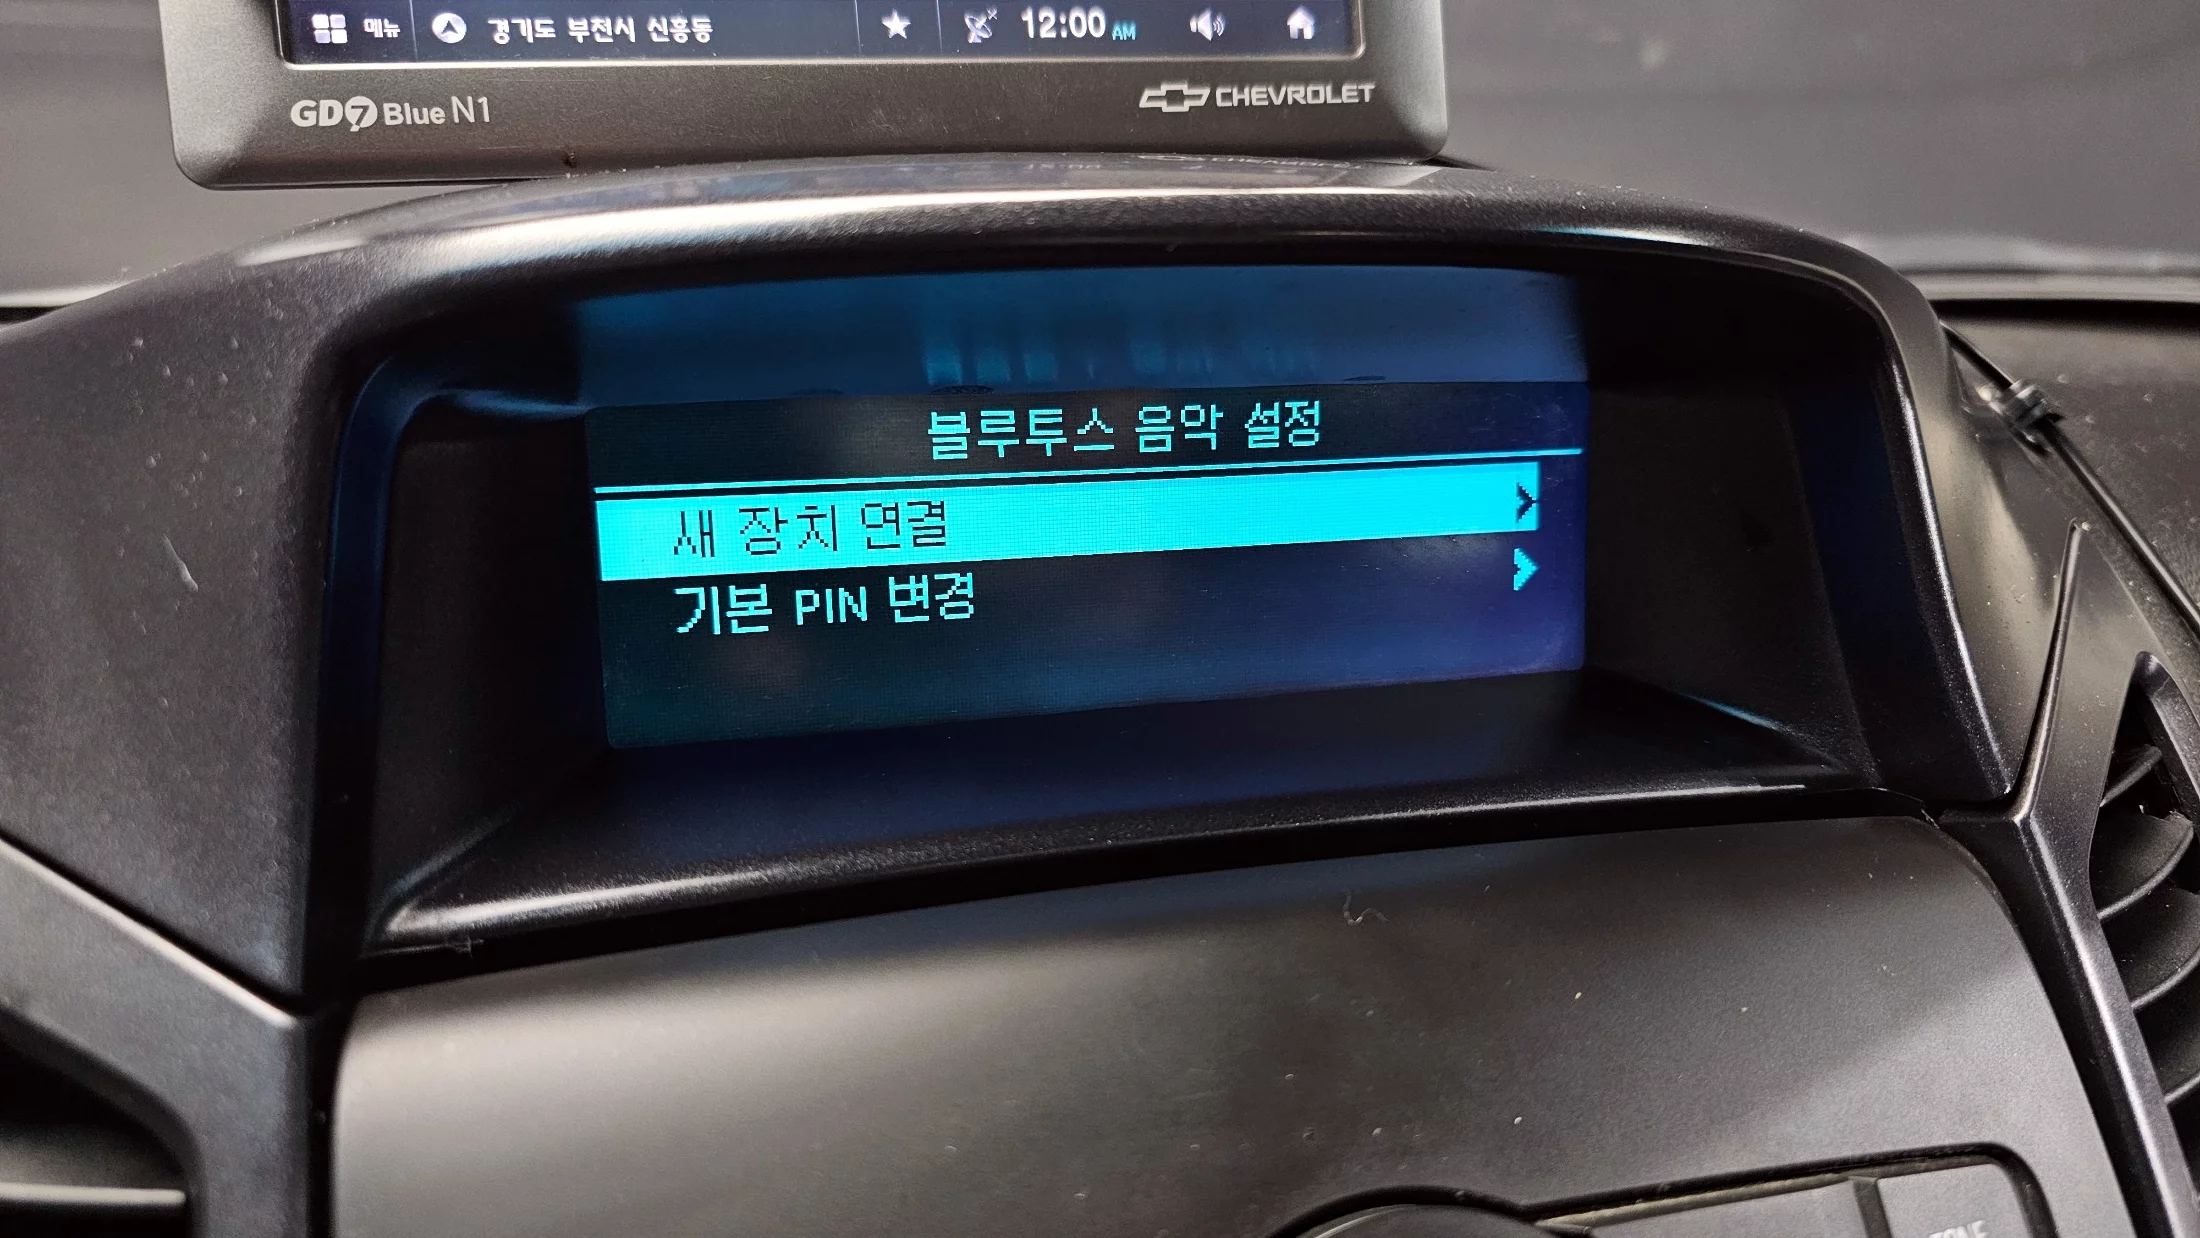 메뉴 경기도 부천시 신흥동 12:00 AM
GD7 Blue N1 CHEVROLET
블루투스 음악 설정
새 장치 연결
기본 PIN 변경